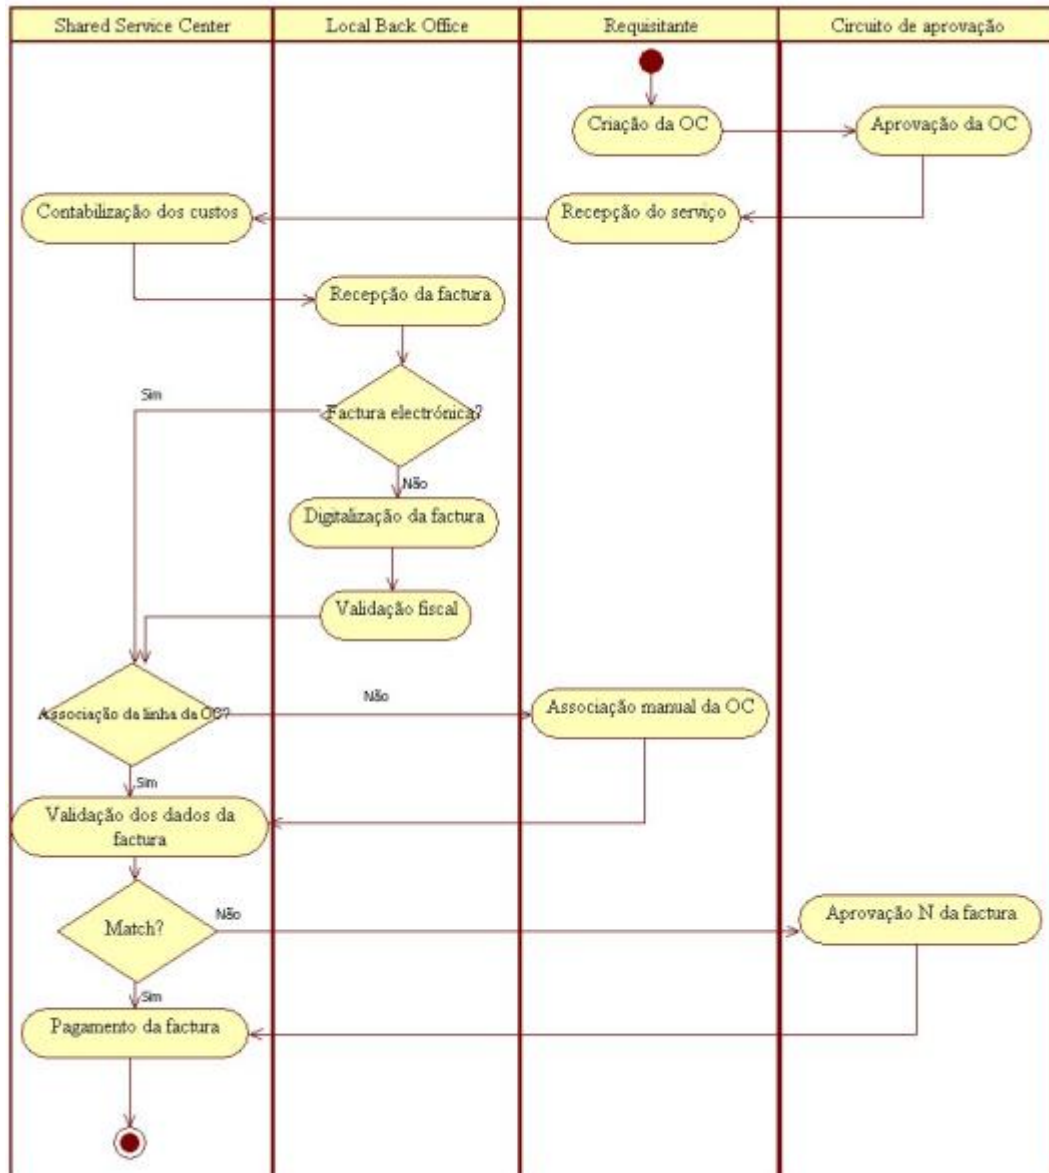 Shared Service Center
Local Back Office
Requisitante
Circuito de aprovação
Criação da OC
Aprovação da OC
Contabilização dos custos
Recepção do serviço
Recepção da factura
Sim
Factura electrónica?
Não
Digitalização da factura
Validação fiscal
Associação da linha da OC?
Não
Associação manual da OC
Sim
Validação dos dados da
factura
Match?
Não
Aprovação N da factura
Sim
Pagamento da factura